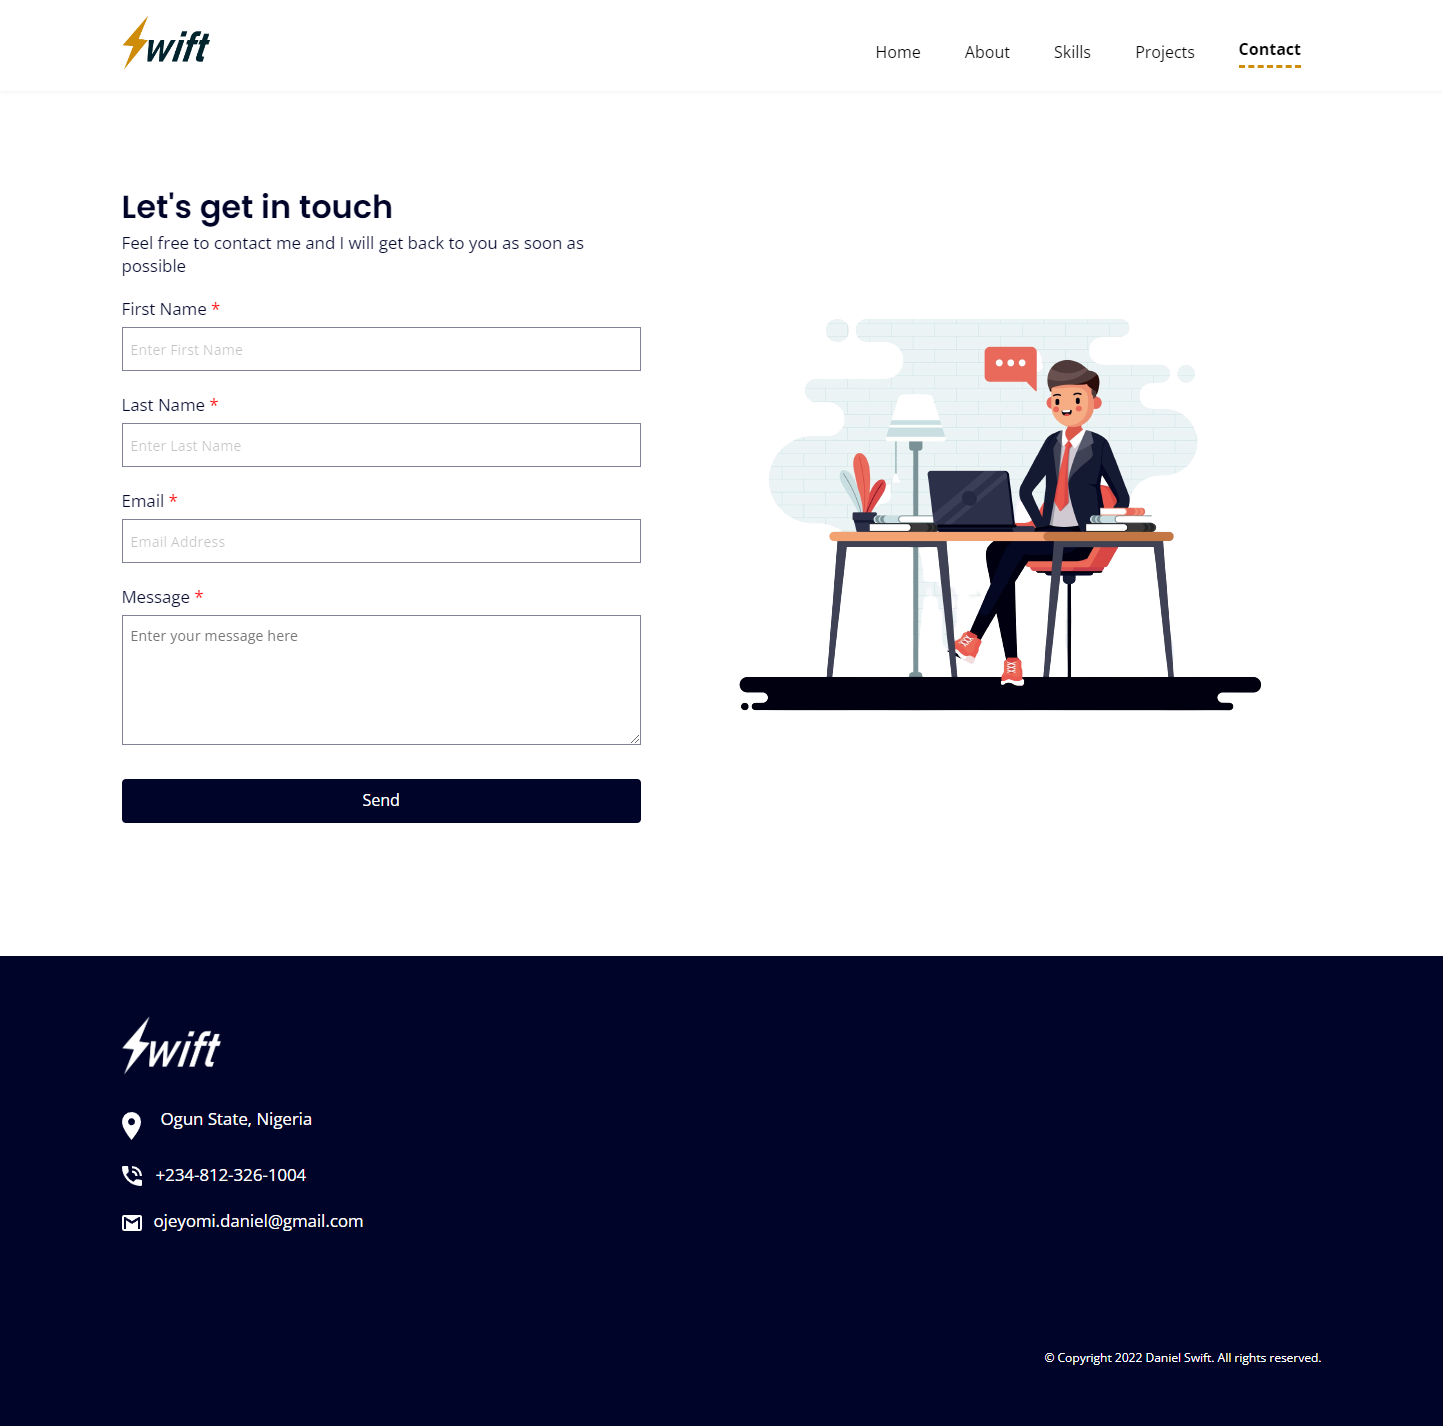 wift
Home About Skills Projects Contact
Let's get in touch
Feel free to contact me and I will get back to you as soon as
possible
First Name *
Enter First Name
Last Name *
Enter Last Name
Email *
Email Address
Message *
Enter your message here
Send
wift
Ogun State, Nigeria
+234-812-326-1004
ojeyomi.daniel@gmail.com
© Copyright 2022 Daniel Swift. All rights reserved.